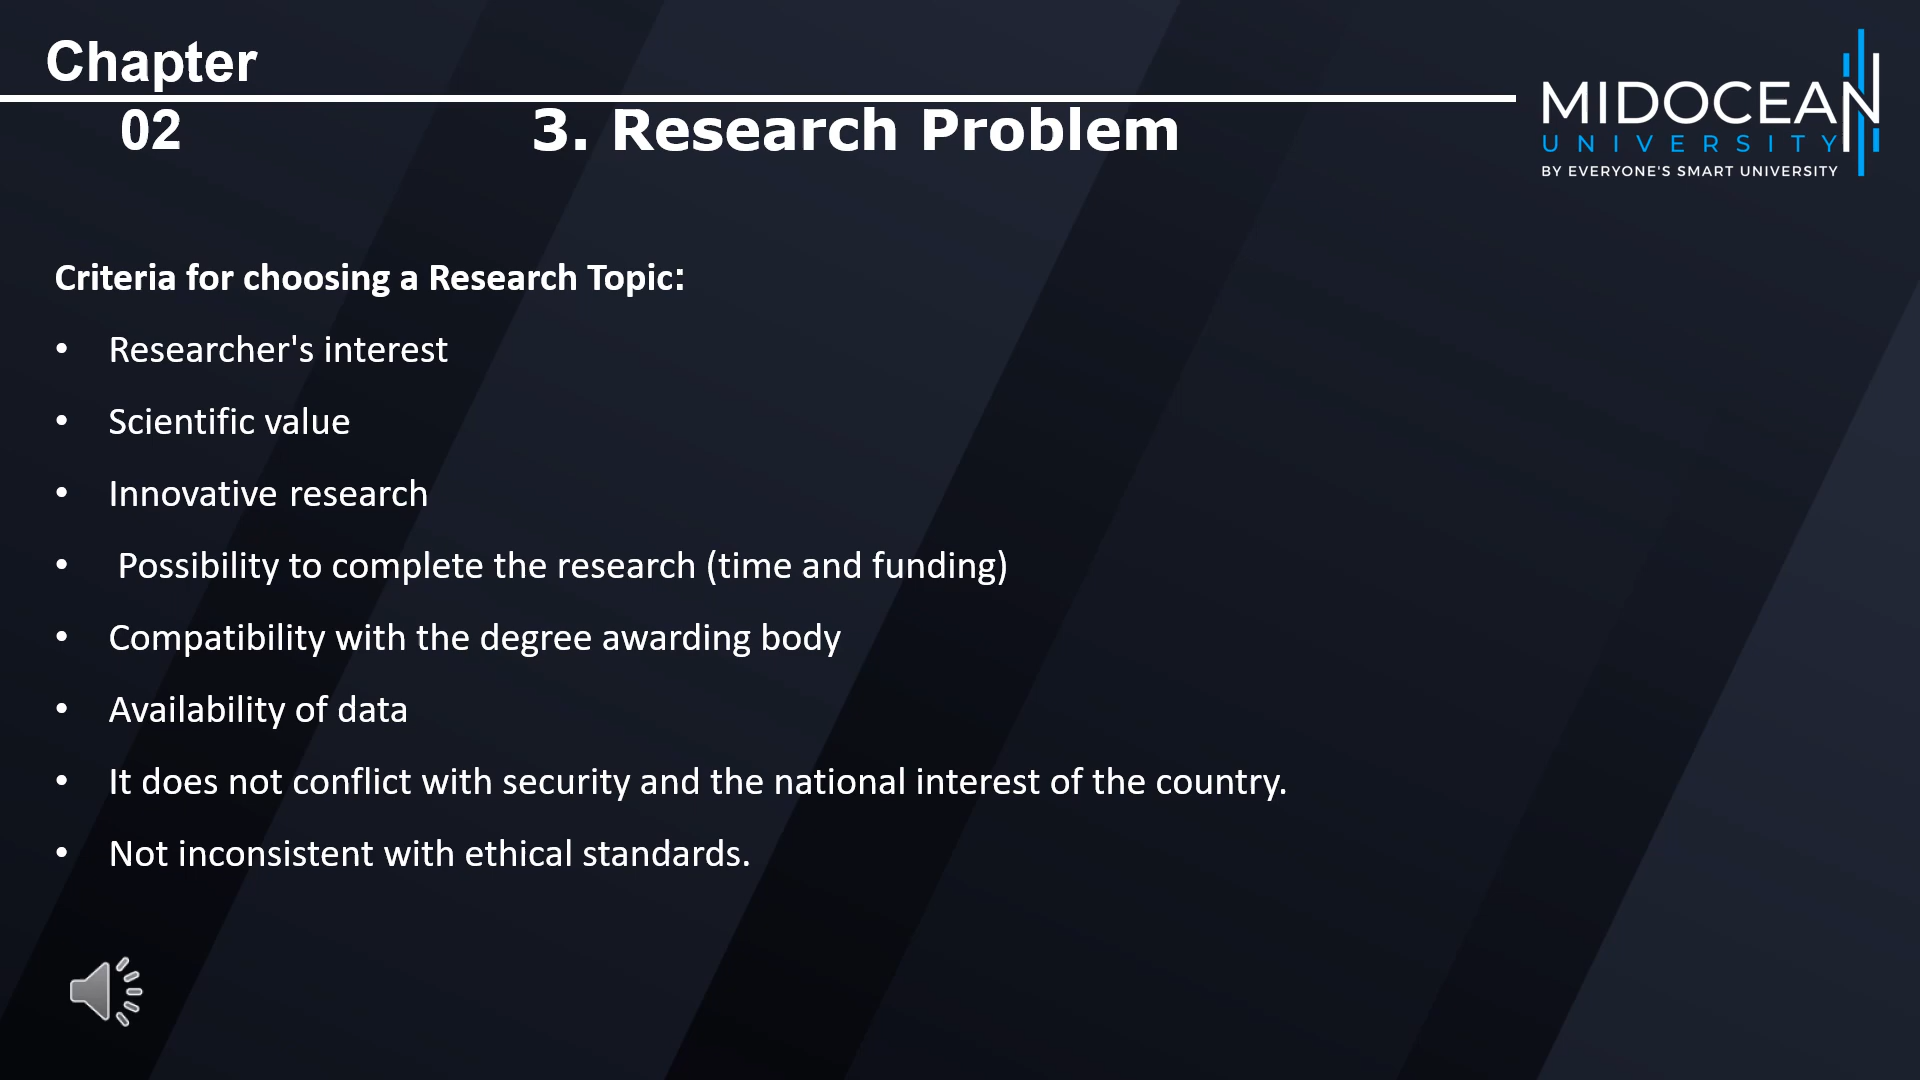 Chapter
02
3. Research Problem
MIDOCEAN
UNIVERSITY
BY EVERYONE'S SMART UNIVERSITY
Criteria for choosing a Research Topic:
• Researcher's interest
• Scientific value
• Innovative research
• Possibility to complete the research (time and funding)
• Compatibility with the degree awarding body
• Availability of data
• It does not conflict with security and the national interest of the country.
• Not inconsistent with ethical standards.